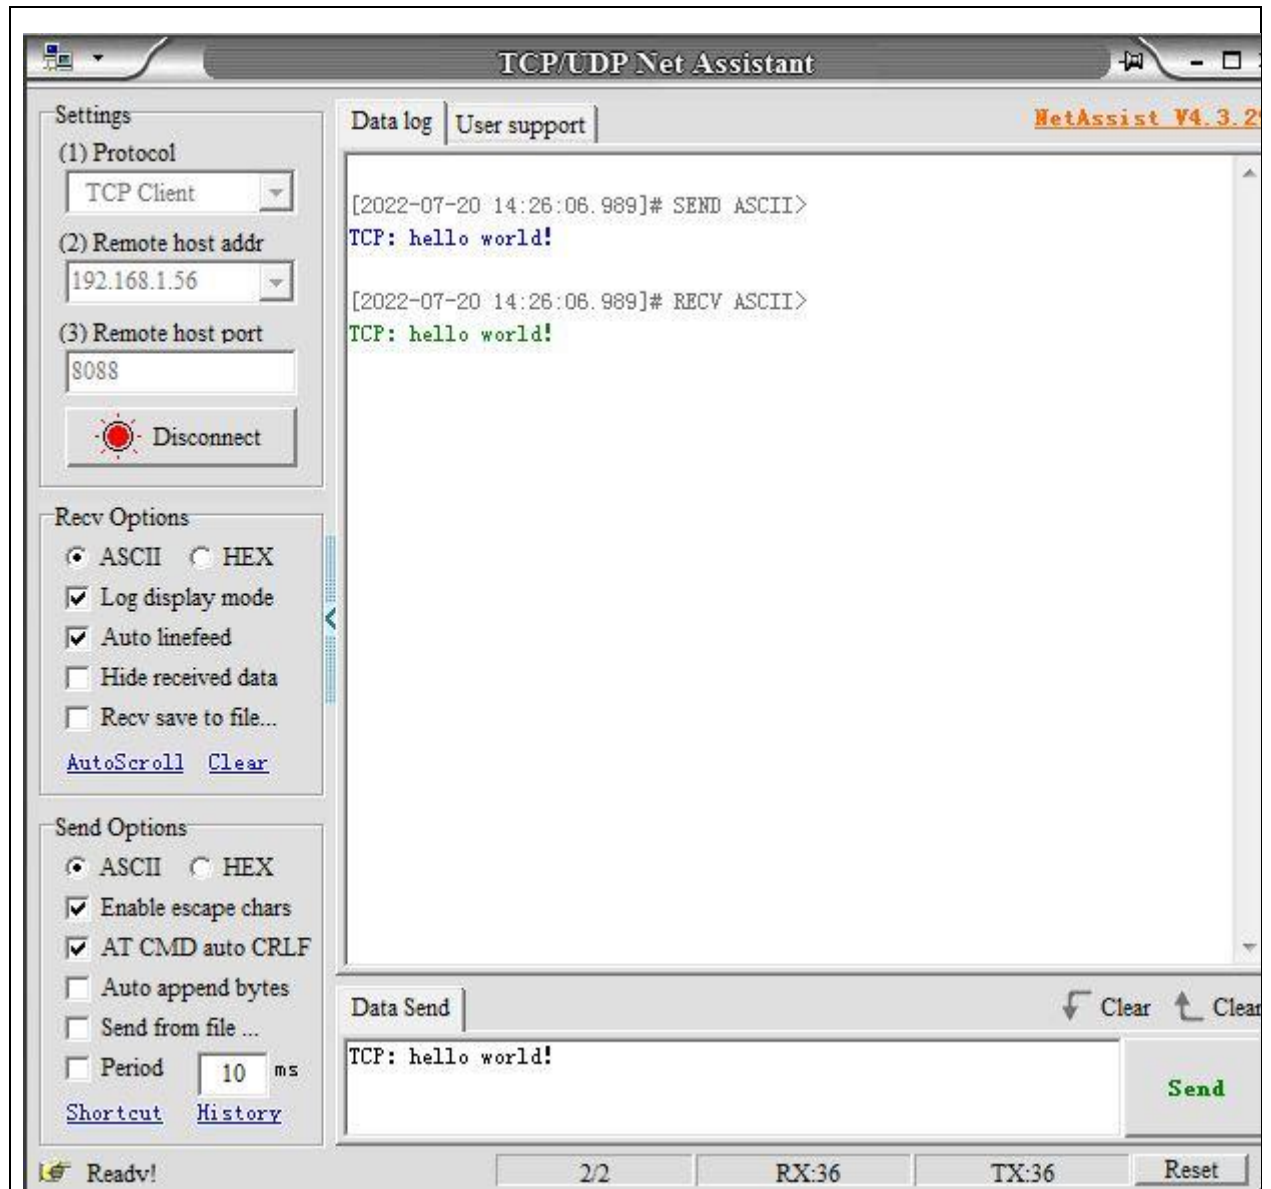 TCP/UDP Net Assistant
Settings
(1) Protocol
TCP Client
(2) Remote host addr
192.168.1.56
(3) Remote host port
8088
Disconnect
Recv Options
ASCII HEX
Log display mode
Auto linefeed
Hide received data
Recv save to file...
AutoScroll Clear
Send Options
ASCII HEX
Enable escape chars
AT CMD auto CRLF
Auto append bytes
Send from file ...
Period 10 ms
Shortcut History
Data log User support
NetAssist V4.3.2
[2022-07-20 14:26:06.989]# SEND ASCII>
TCP: hello world!
[2022-07-20 14:26:06.989]# RECV ASCII>
TCP: hello world!
Data Send
Clear Clear
TCP: hello world!
Send
Ready!
2/2
RX:36
TX:36
Reset